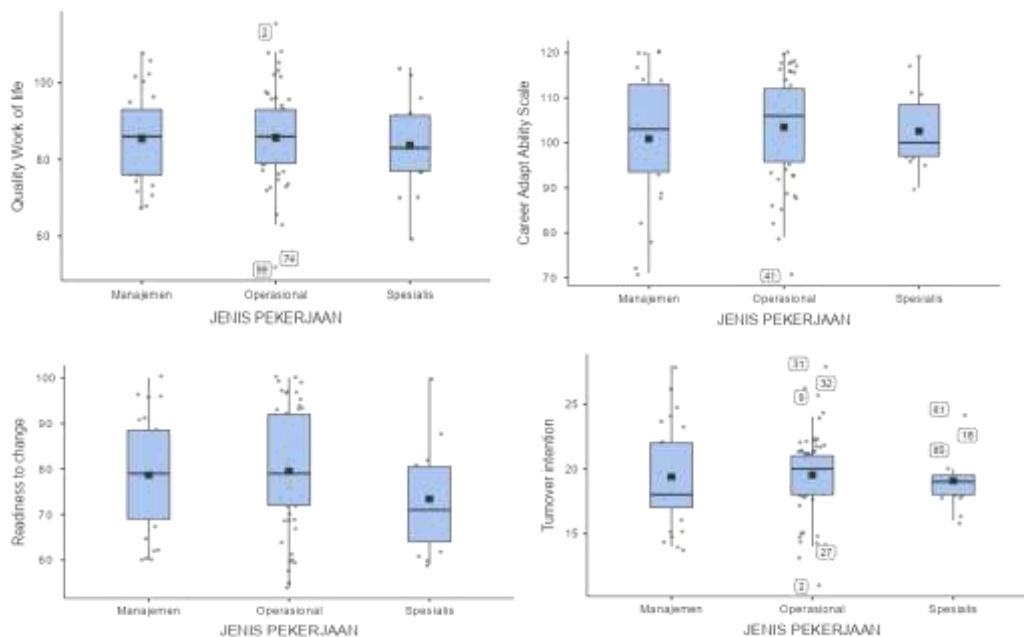 Quality Work of life
100
80
60
2
74
Manajemen Operasional Spesialis
JENIS PEKERJAAN
Career Adapt Ability Scale
120
110
100
90
80
70
Manajemen Operasional Spesialis
JENIS PEKERJAAN
Readiness to change
100
90
80
70
60
Manajemen Operasional Spesialis
JENIS PEKERJAAN
Turnover intention
25
20
15
31
32
9
27
2
18
Manajemen Operasional Spesialis
JENIS PEKERJAAN